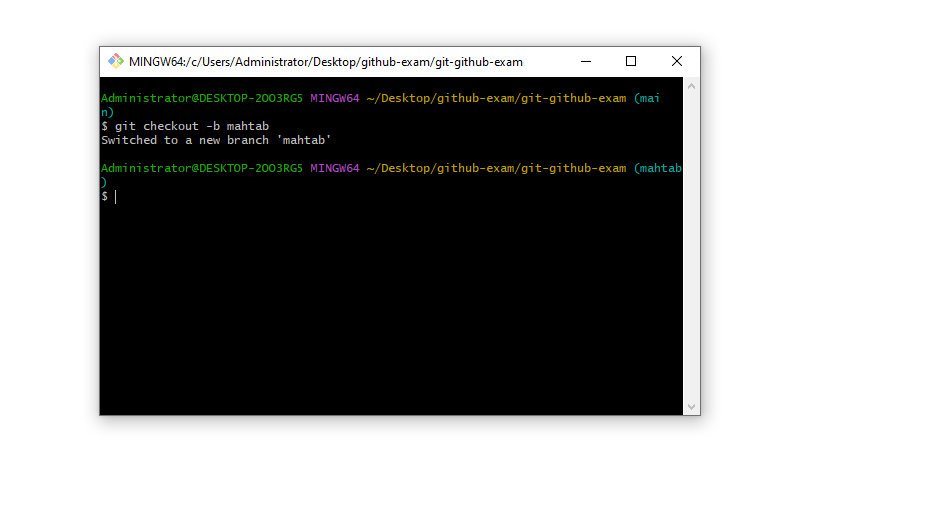 MINGW64:/c/Users/Administrator/Desktop/github-exam/git-github-exam
Administrator@DESKTOP-2OO3RG5 MINGW64 ~/Desktop/github-exam/git-github-exam (mai
n)
$ git checkout -b mahtab
Switched to a new branch 'mahtab'
Administrator@DESKTOP-2OO3RG5 MINGW64 ~/Desktop/github-exam/git-github-exam (mahtab
)
$